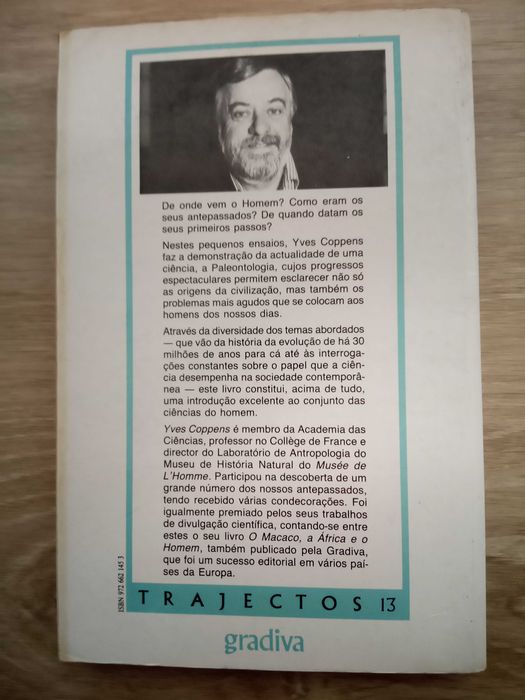 De onde vem o Homem? Como eram os
seus antepassados? De quando datam os
seus primeiros passos?
Nestes pequenos ensaios, Yves Coppens
faz a demonstração da actualidade de uma
ciência, a Paleontologia, cujos progressos
espectaculares permitem esclarecer não só
as origens da civilização, mas também os
problemas mais agudos que se colocam aos
homens dos nossos dias.
Através da diversidade dos temas abordados
— que vão da história da evolução de há 30
milhões de anos para cá até às interroga-
ções constantes sobre o papel que a ciên-
cia desempenha na sociedade contemporâ-
nea — este livro constitui, acima de tudo,
uma introdução excelente ao conjunto das
ciências do homem.
Yves Coppens é membro da Academia das
Ciências, professor no Collège de France e
director do Laboratório de Antropologia do
Museu de História Natural do Musée de
L'Homme. Participou na descoberta de um
grande número dos nossos antepassados,
tendo recebido várias condecorações. Foi
igualmente premiado pelos seus trabalhos
de divulgação científica, contando-se entre
estes o seu livro O Macaco, a África e o
Homem, também publicado pela Gradiva,
que foi um sucesso editorial em vários paí-
ses da Europa.
ISBN 972 662 145 3
TRAJECTOS 13
gradiva